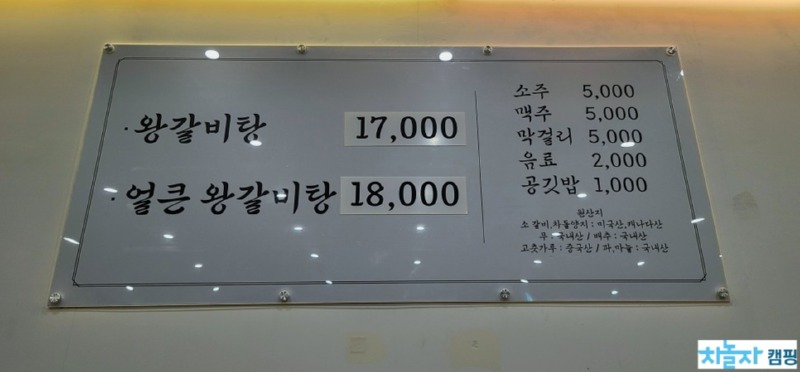 · 왕갈비탕 17,000
· 얼큰 왕갈비탕 18,000
소주 5,000
맥주 5,000
막걸리 5,000
음료 2,000
공깃밥 1,000
원산지
소 갈비,차돌양지 : 미국산,캐나다산
무 : 국내산 / 배추 : 국내산
고춧가루 : 중국산 / 파,마늘 : 국내산
차놀자 캠핑